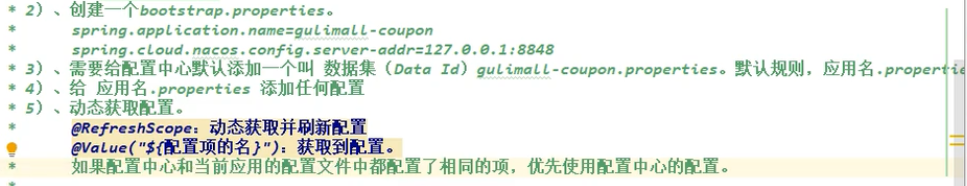 * 2）、创建一个bootstrap.properties。
* spring.application.name=gulimall-coupon
* spring.cloud.nacos.config.server-addr=127.0.0.1:8848
* 3）、需要给配置中心默认添加一个叫 数据集（Data Id）gulimall-coupon.properties。默认规则，应用名.propertie
* 4）、给 应用名.properties 添加任何配置
* 5）、动态获取配置。
* @RefreshScope：动态获取并刷新配置
* @Value("${配置项的名}")：获取到配置。
* 如果配置中心和当前应用的配置文件中都配置了相同的项，优先使用配置中心的配置。
*